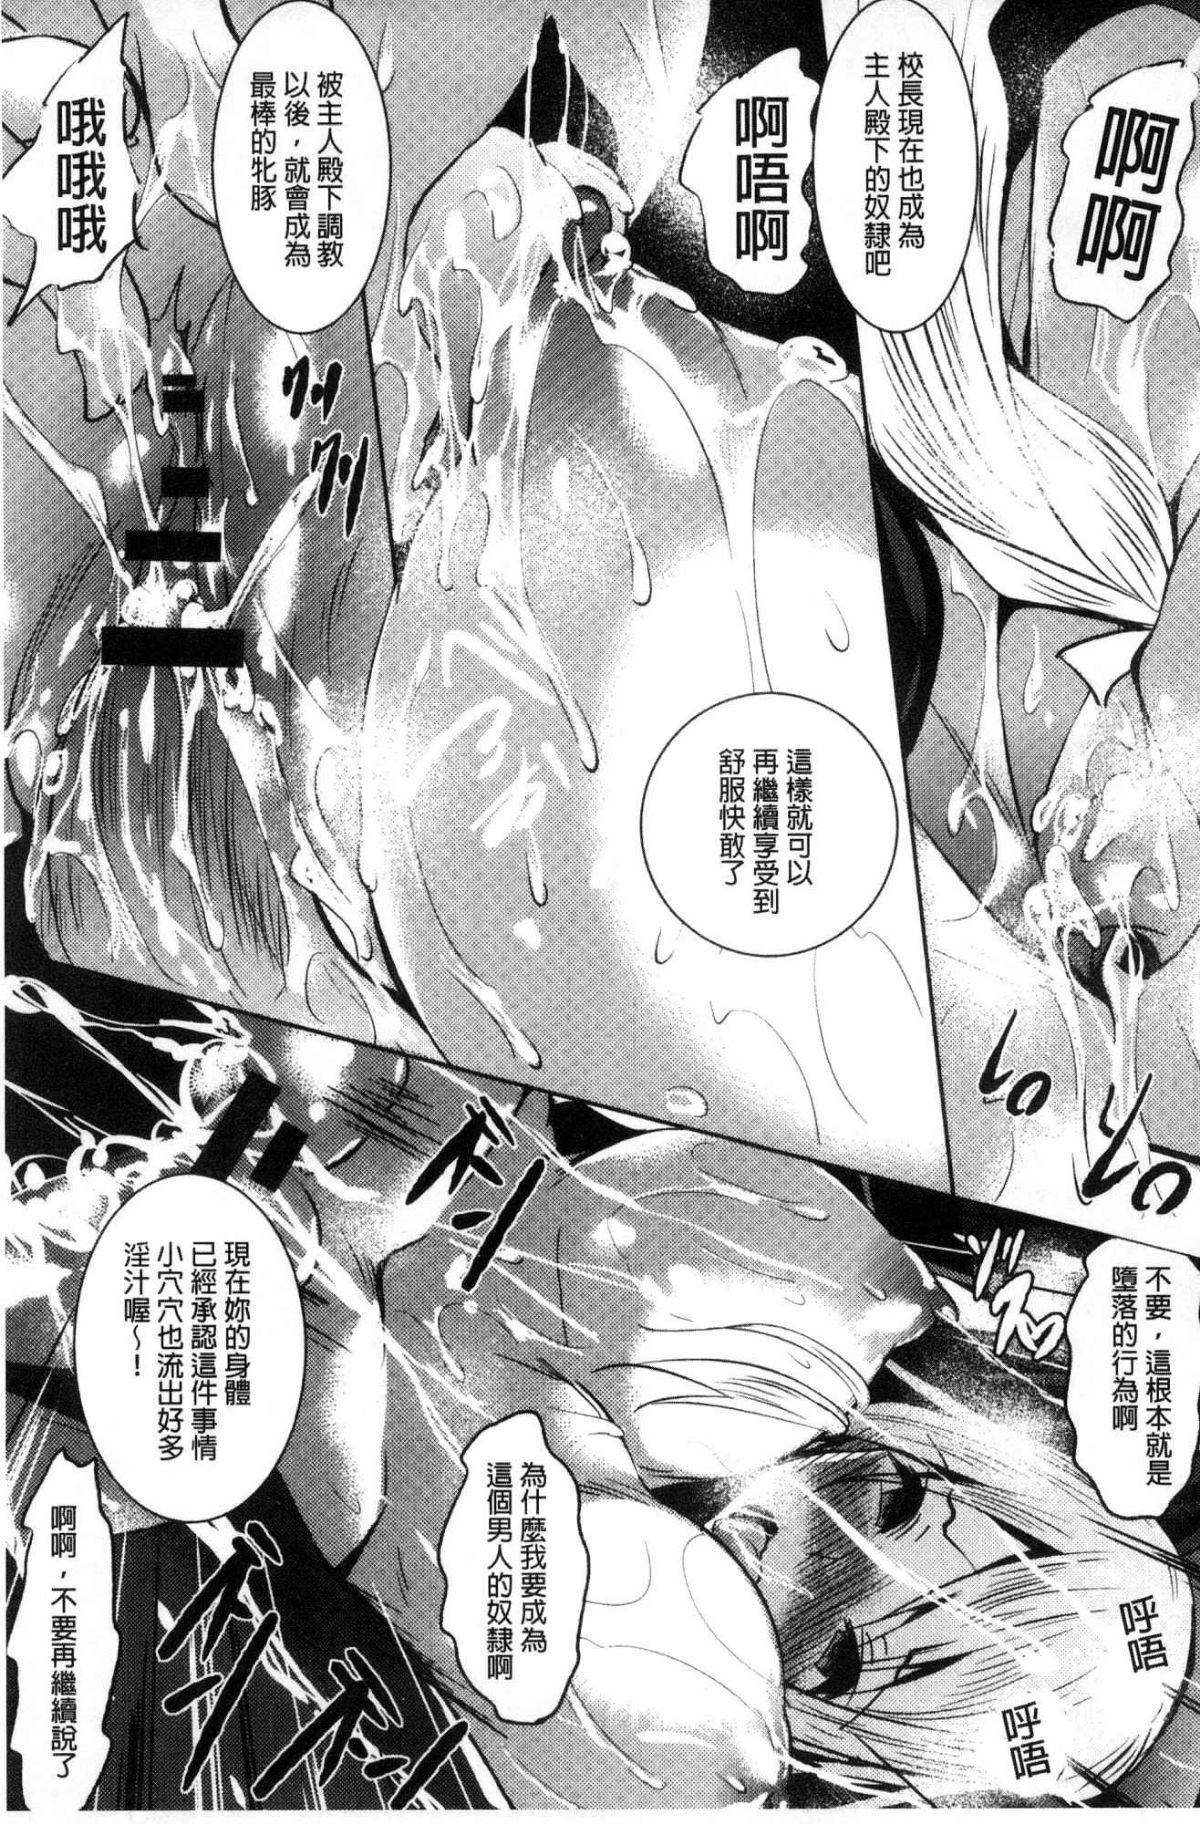 啊啊
校長現在也成為
主人殿下的奴隸吧
啊唔啊
被主人殿下調教
以後，就會成為
最棒的牝豚
哦哦哦
這樣就可以
再繼續享受到
舒服快敢了
不要，這根本就是
墮落的行為啊
為什麼我要成為
這個男人的奴隸啊
呼唔
呼唔
現在妳的身體
已經承認這件事情
小穴穴也流出好多
淫汁喔～！
啊啊，不要再繼續說了